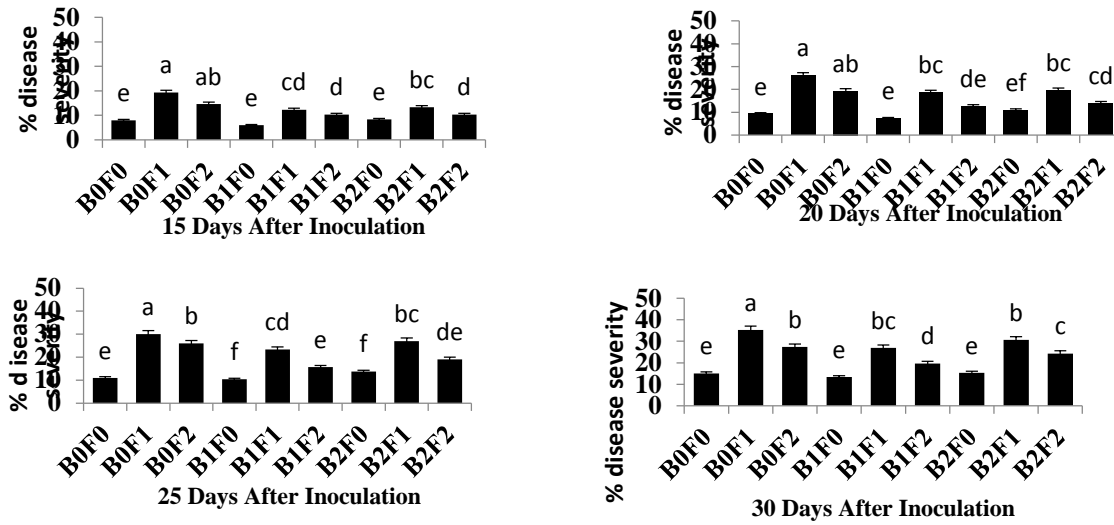 % disease
severity
50
40
30
20
10
0
e a ab e cd d e bc d
B0F0 B0F1 B0F2 B1F0 B1F1 B1F2 B2F0 B2F1 B2F2
15 Days After Inoculation
% disease
severity
50
40
30
20
10
0
e a ab e bc de ef bc cd
B0F0 B0F1 B0F2 B1F0 B1F1 B1F2 B2F0 B2F1 B2F2
20 Days After Inoculation
% d isease
severity
50
40
30
20
10
0
e a b f cd e f bc de
B0F0 B0F1 B0F2 B1F0 B1F1 B1F2 B2F0 B2F1 B2F2
25 Days After Inoculation
% disease severity
50
40
30
20
10
0
e a b e bc d e b c
B0F0 B0F1 B0F2 B1F0 B1F1 B1F2 B2F0 B2F1 B2F2
30 Days After Inoculation